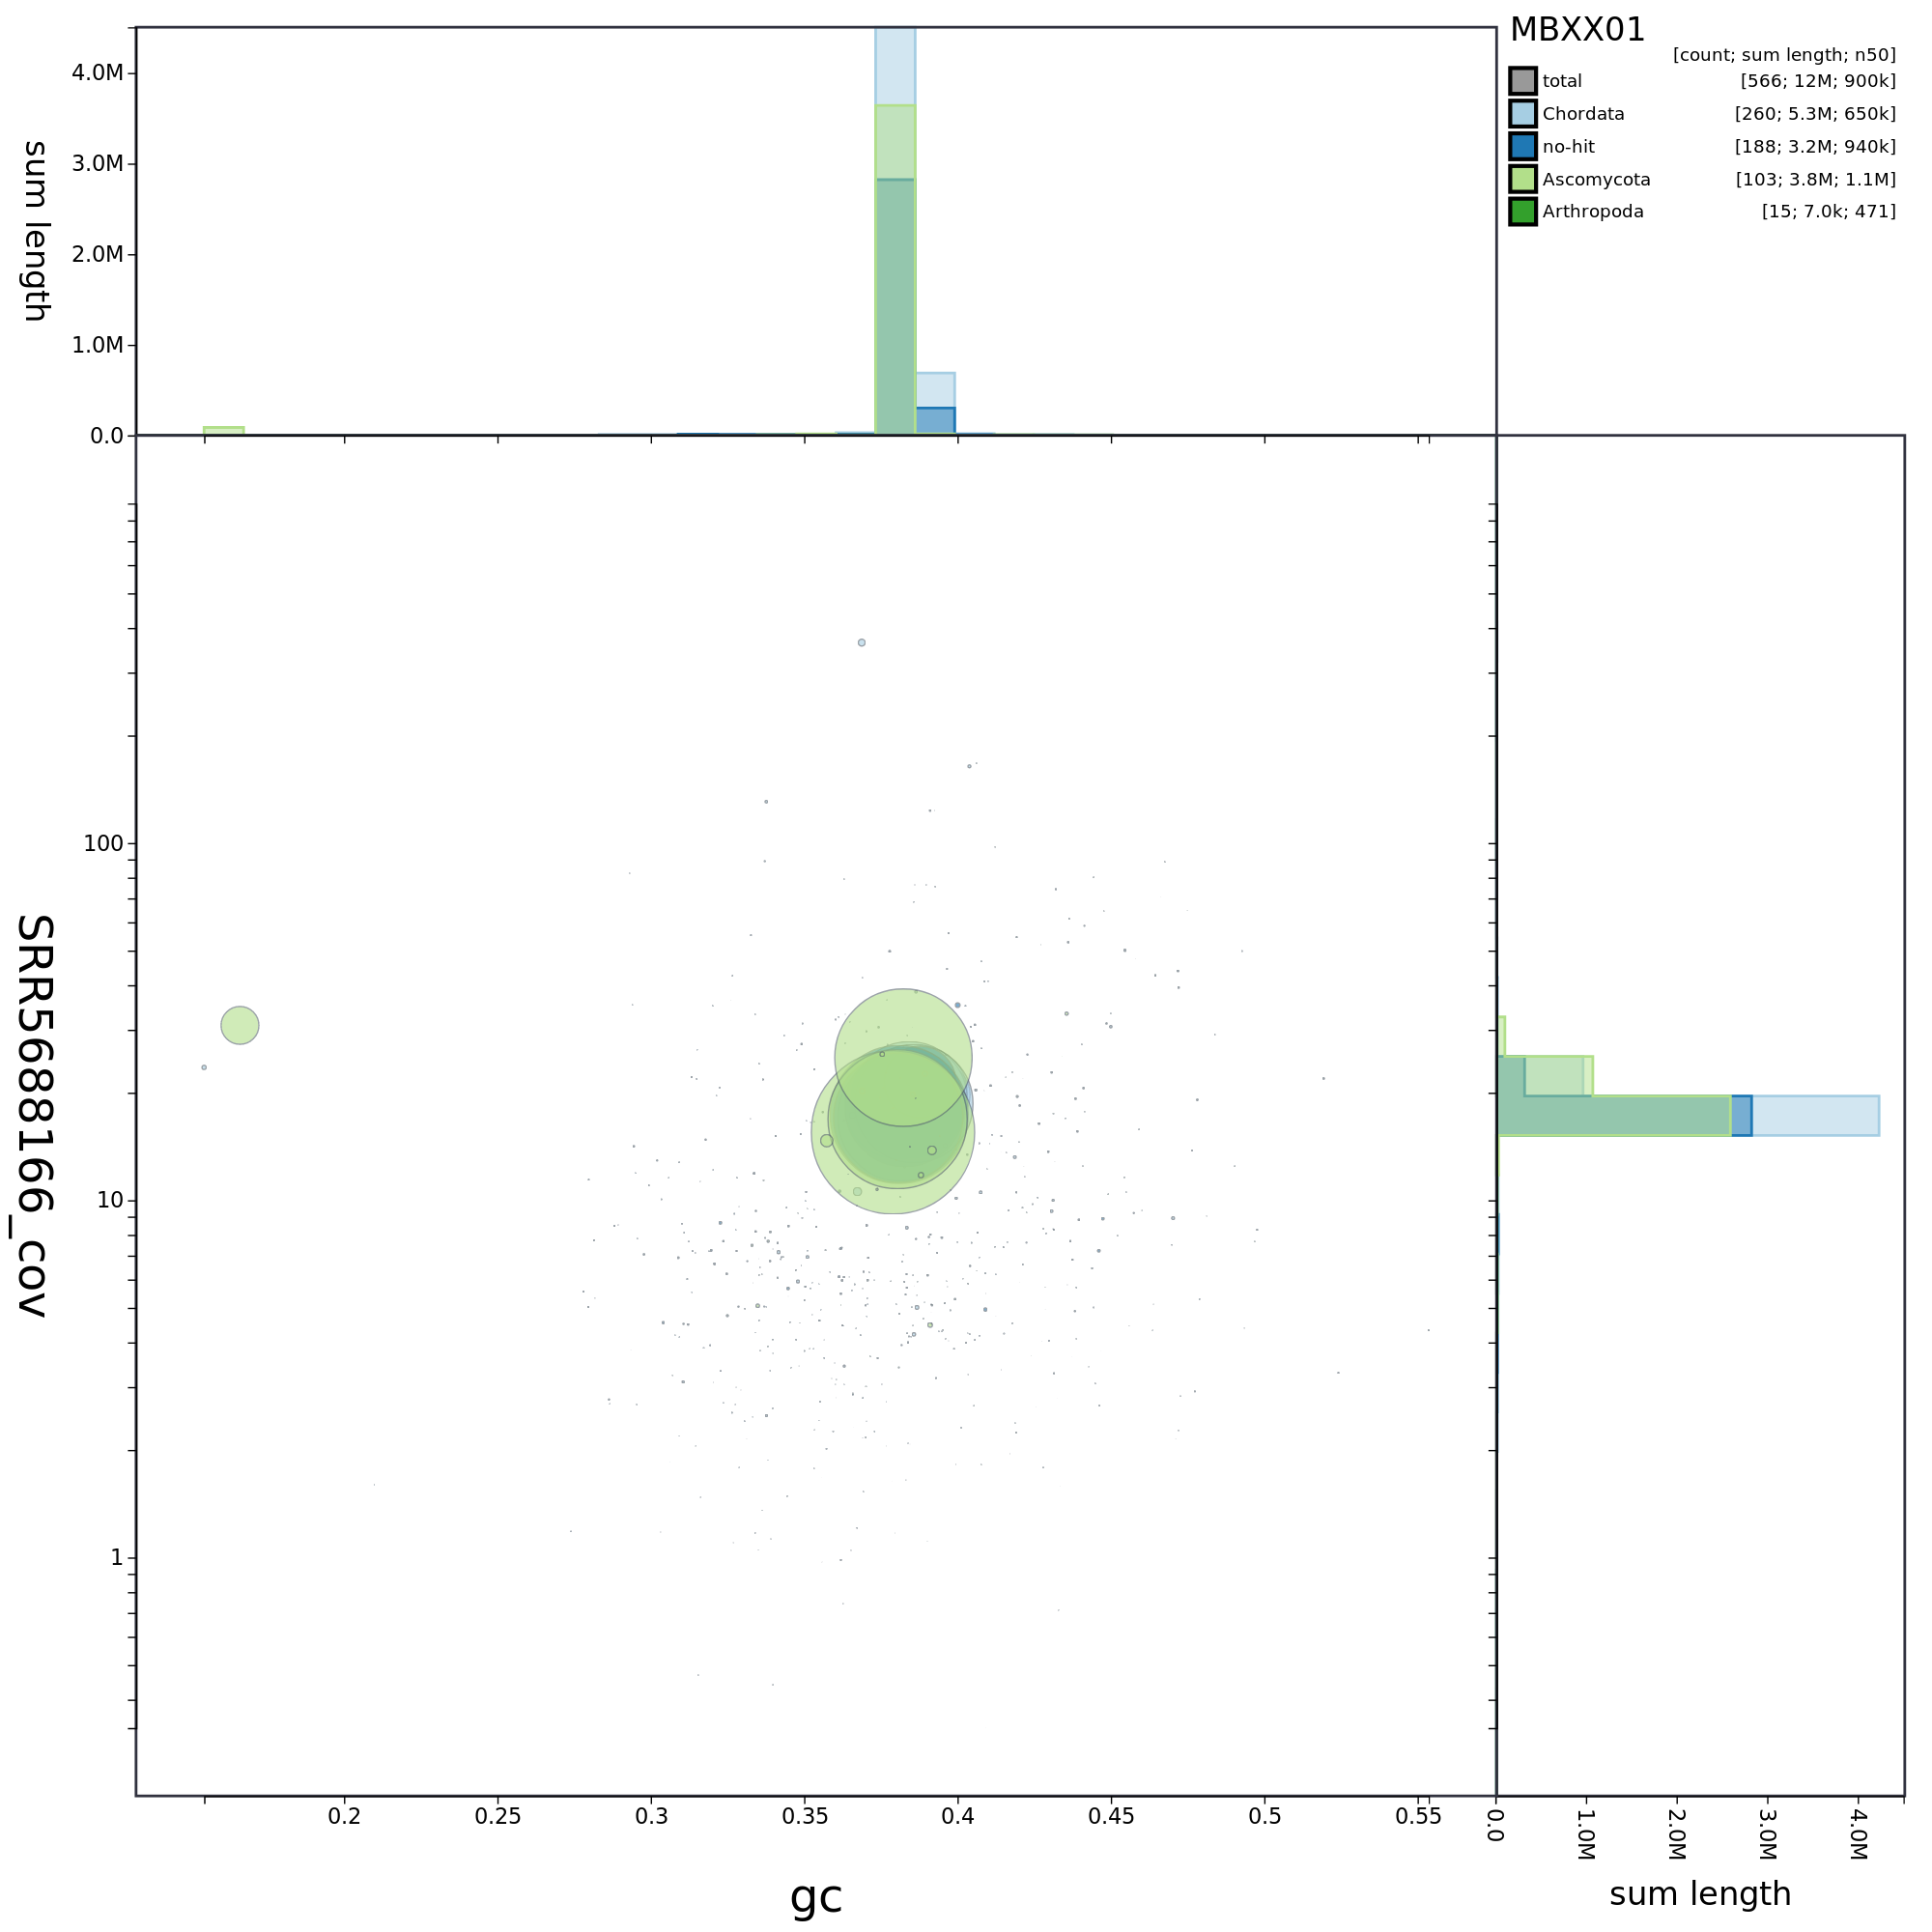 MBXX01
[count; sum length; n50]
total [566; 12M; 900k]
Chordata [260; 5.3M; 650k]
no-hit [188; 3.2M; 940k]
Ascomycota [103; 3.8M; 1.1M]
Arthropoda [15; 7.0k; 471]
sum length
4.0M
3.0M
2.0M
1.0M
0.0
SRR5688166_cov
100
10
1
0.2 0.25 0.3 0.35 0.4 0.45 0.5 0.55
gc
0.0 1.0M 2.0M 3.0M 4.0M
sum length